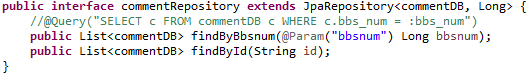 public interface commentRepository extends JpaRepository<commentDB, Long> {
//@Query("SELECT c FROM commentDB c WHERE c.bbs_num = :bbs_num")
public List<commentDB> findByBbsnum(@Param("bbsnum") Long bbsnum);
public List<commentDB> findById(String id);
}